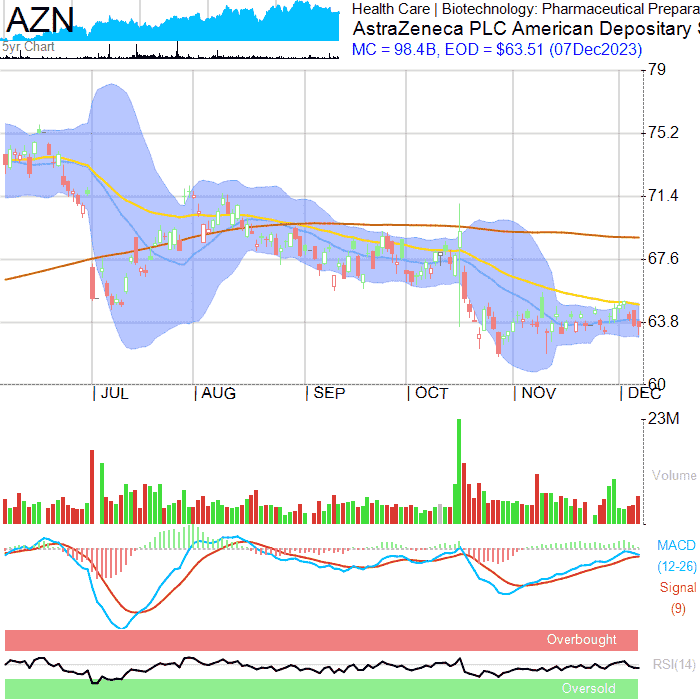 AZN
5yr Chart
Health Care | Biotechnology: Pharmaceutical Prepara
AstraZeneca PLC American Depositary S
MC = 98.4B, EOD = $63.51 (07Dec2023)
79
75.2
71.4
67.6
63.8
60
JUL
AUG
SEP
OCT
NOV
DEC
23M
Volume
MACD
(12-26)
Signal
(9)
Overbought
RSI(14)
Oversold